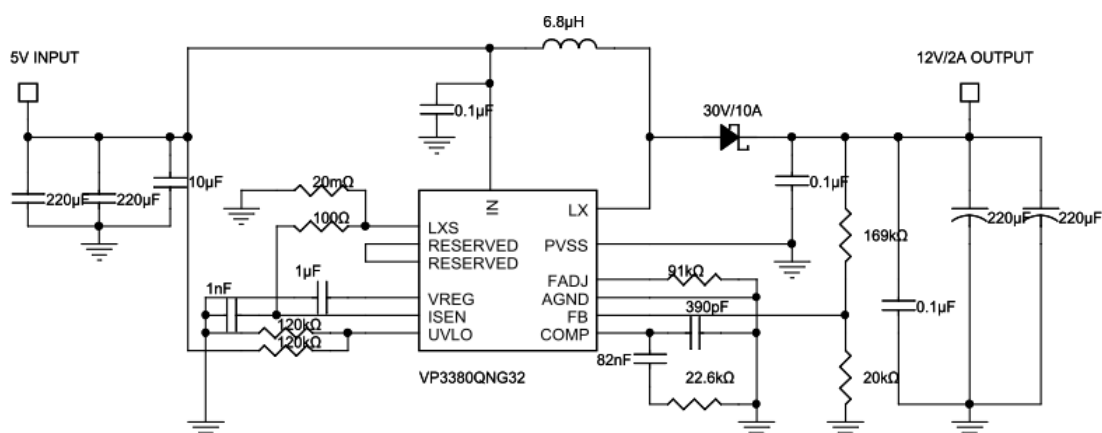 6.8µH
5V INPUT
12V/2A OUTPUT
0.1µF
30V/10A
220µF
220µF
10µF
20mΩ
100Ω
IN
LX
LXS
PVSS
RESERVED
RESERVED
0.1µF
169kΩ
220µF
220µF
FADJ
91kΩ
1µF
1nF
VREG
AGND
390pF
ISEN
FB
0.1µF
120kΩ
120kΩ
UVLO
COMP
82nF
22.6kΩ
20kΩ
VP3380QNG32